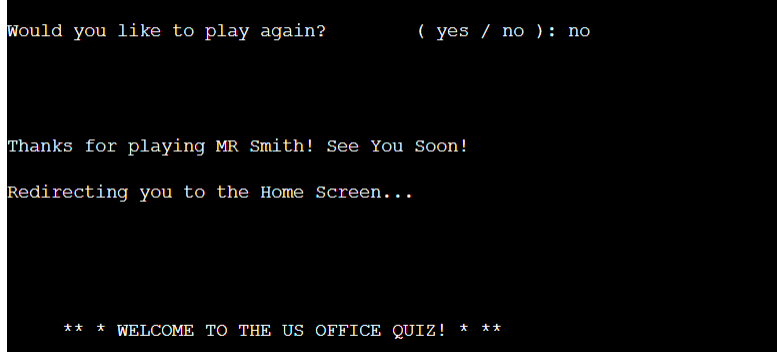 Would you like to play again? ( yes / no ): no
Thanks for playing MR Smith! See You Soon!
Redirecting you to the Home Screen...
** * WELCOME TO THE US OFFICE QUIZ! * **